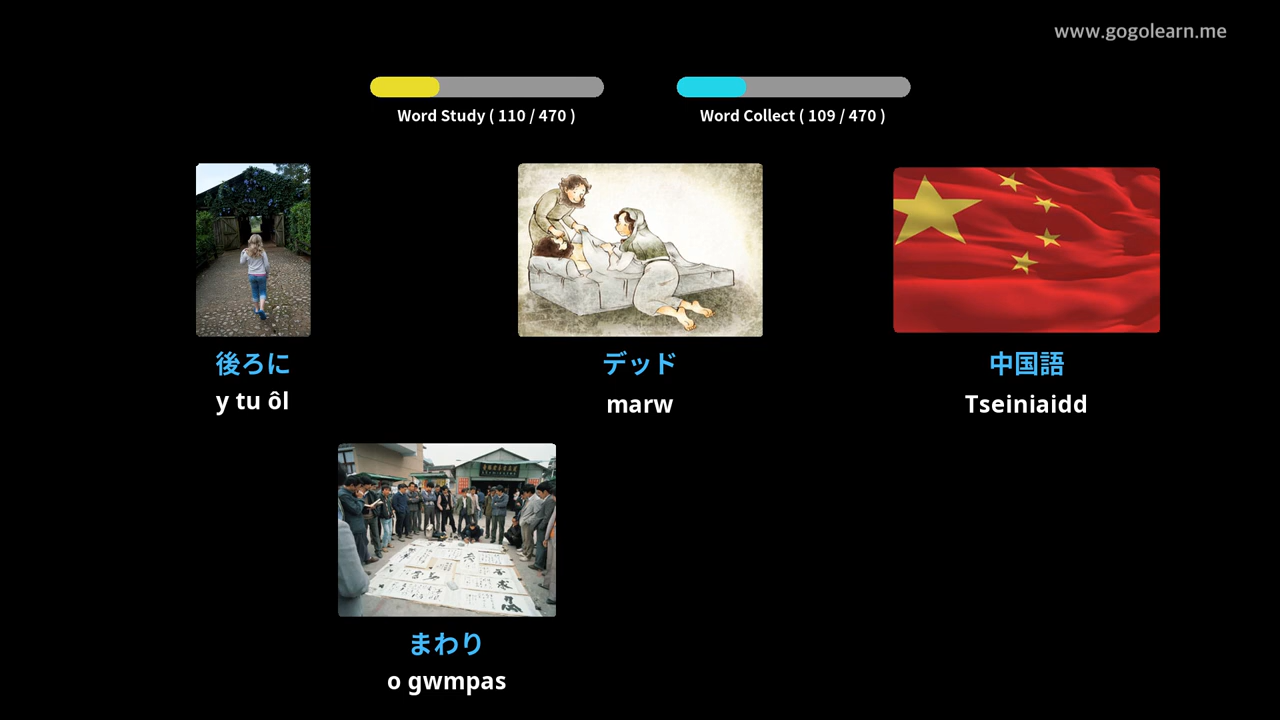 www.gogolearn.me
Word Study ( 110 / 470 )
Word Collect ( 109 / 470 )
後ろに
y tu ôl
デッド
marw
中国語
Tseiniaidd
まわり
o gwmpas